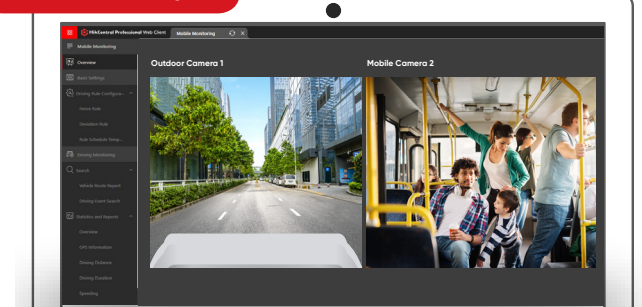 HikCentral Professional Web Client
Mobile Monitoring
Mobile Monitoring
Overview
Basic Settings
Driving Rule Configura...
Fence Rule
Deviation Rule
Rule Schedule Temp...
Driving Monitoring
Search
Vehicle Route Report
Driving Event Search
Statistics and Reports
Overview
GPS Information
Driving Distance
Driving Duration
Speeding
Outdoor Camera 1
Mobile Camera 2